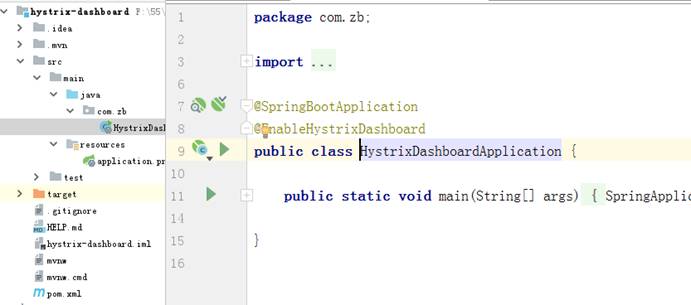 hystrix-dashboard
.idea
.mvn
src
main
java
com.zb
HystrixDas
resources
application.pr
test
target
.gitignore
HELP.md
hystrix-dashboard.iml
mvnw
mvnw.cmd
pom.xml
1 package com.zb;
2
3 import ...
6
7 @SpringBootApplication
8 @EnableHystrixDashboard
9 public class HystrixDashboardApplication {
10
11 public static void main(String[] args) { SpringApplic
14
15 }
16